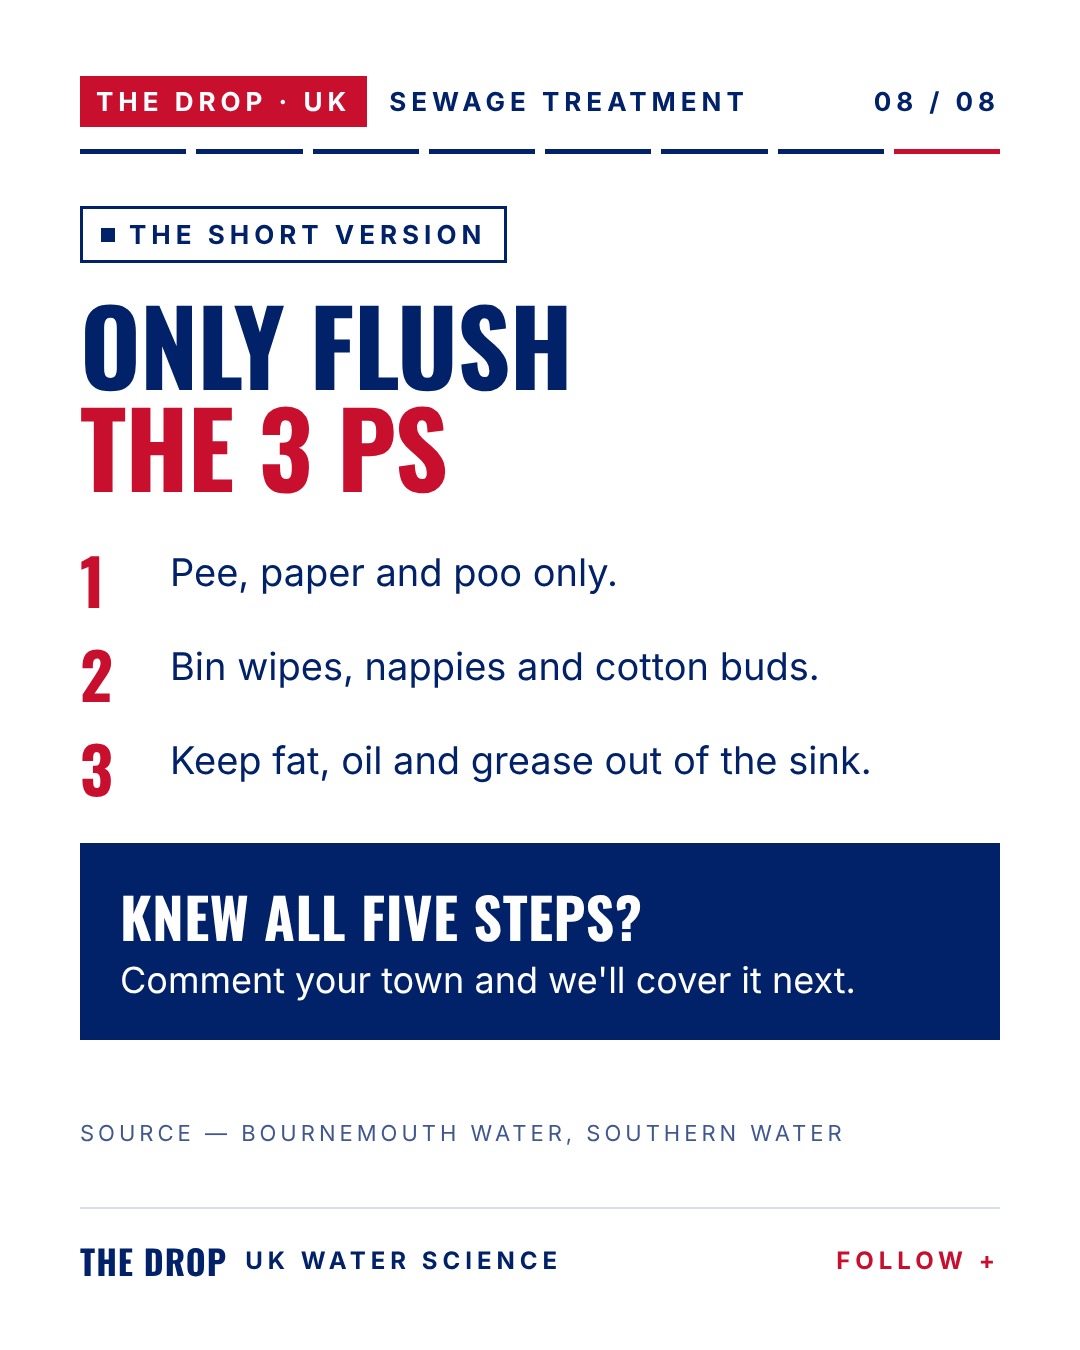 THE DROP · UK SEWAGE TREATMENT 08 / 08
THE SHORT VERSION
ONLY FLUSH
THE 3 PS
1 Pee, paper and poo only.
2 Bin wipes, nappies and cotton buds.
3 Keep fat, oil and grease out of the sink.
KNEW ALL FIVE STEPS?
Comment your town and we'll cover it next.
SOURCE — BOURNEMOUTH WATER, SOUTHERN WATER
THE DROP UK WATER SCIENCE FOLLOW +